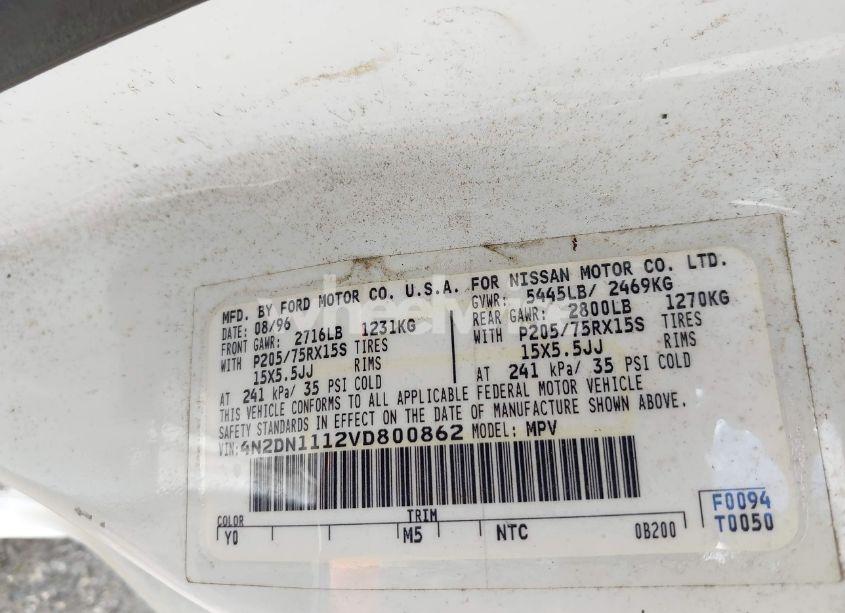 MFD. BY FORD MOTOR CO. U.S.A. FOR NISSAN MOTOR CO. LTD.
DATE: 08/96 GVWR: 5445LB/ 2469KG
FRONT GAWR: 2716LB 1231KG REAR GAWR: 2800LB 1270KG
WITH P205/75RX15S TIRES WITH P205/75RX15S TIRES
15X5.5JJ RIMS 15X5.5JJ RIMS
AT 241 kPa/ 35 PSI COLD AT 241 kPa/ 35 PSI COLD
THIS VEHICLE CONFORMS TO ALL APPLICABLE FEDERAL MOTOR VEHICLE
SAFETY STANDARDS IN EFFECT ON THE DATE OF MANUFACTURE SHOWN ABOVE.
VIN: 4N2DN1112VD800862 MODEL: MPV
F0094
COLOR TRIM T0050
Y0 M5 NTC 0B200